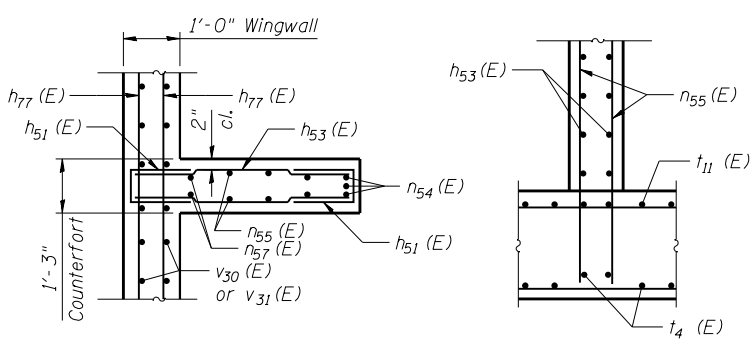 1'-0" Wingwall
h77 (E)
h77 (E)
h51 (E)
2" cl.
h53 (E)
n54 (E)
n55 (E)
n57 (E)
h51 (E)
v30 (E)
or v31 (E)
1'-3"
Counterfort
h53 (E)
n55 (E)
t11 (E)
t4 (E)